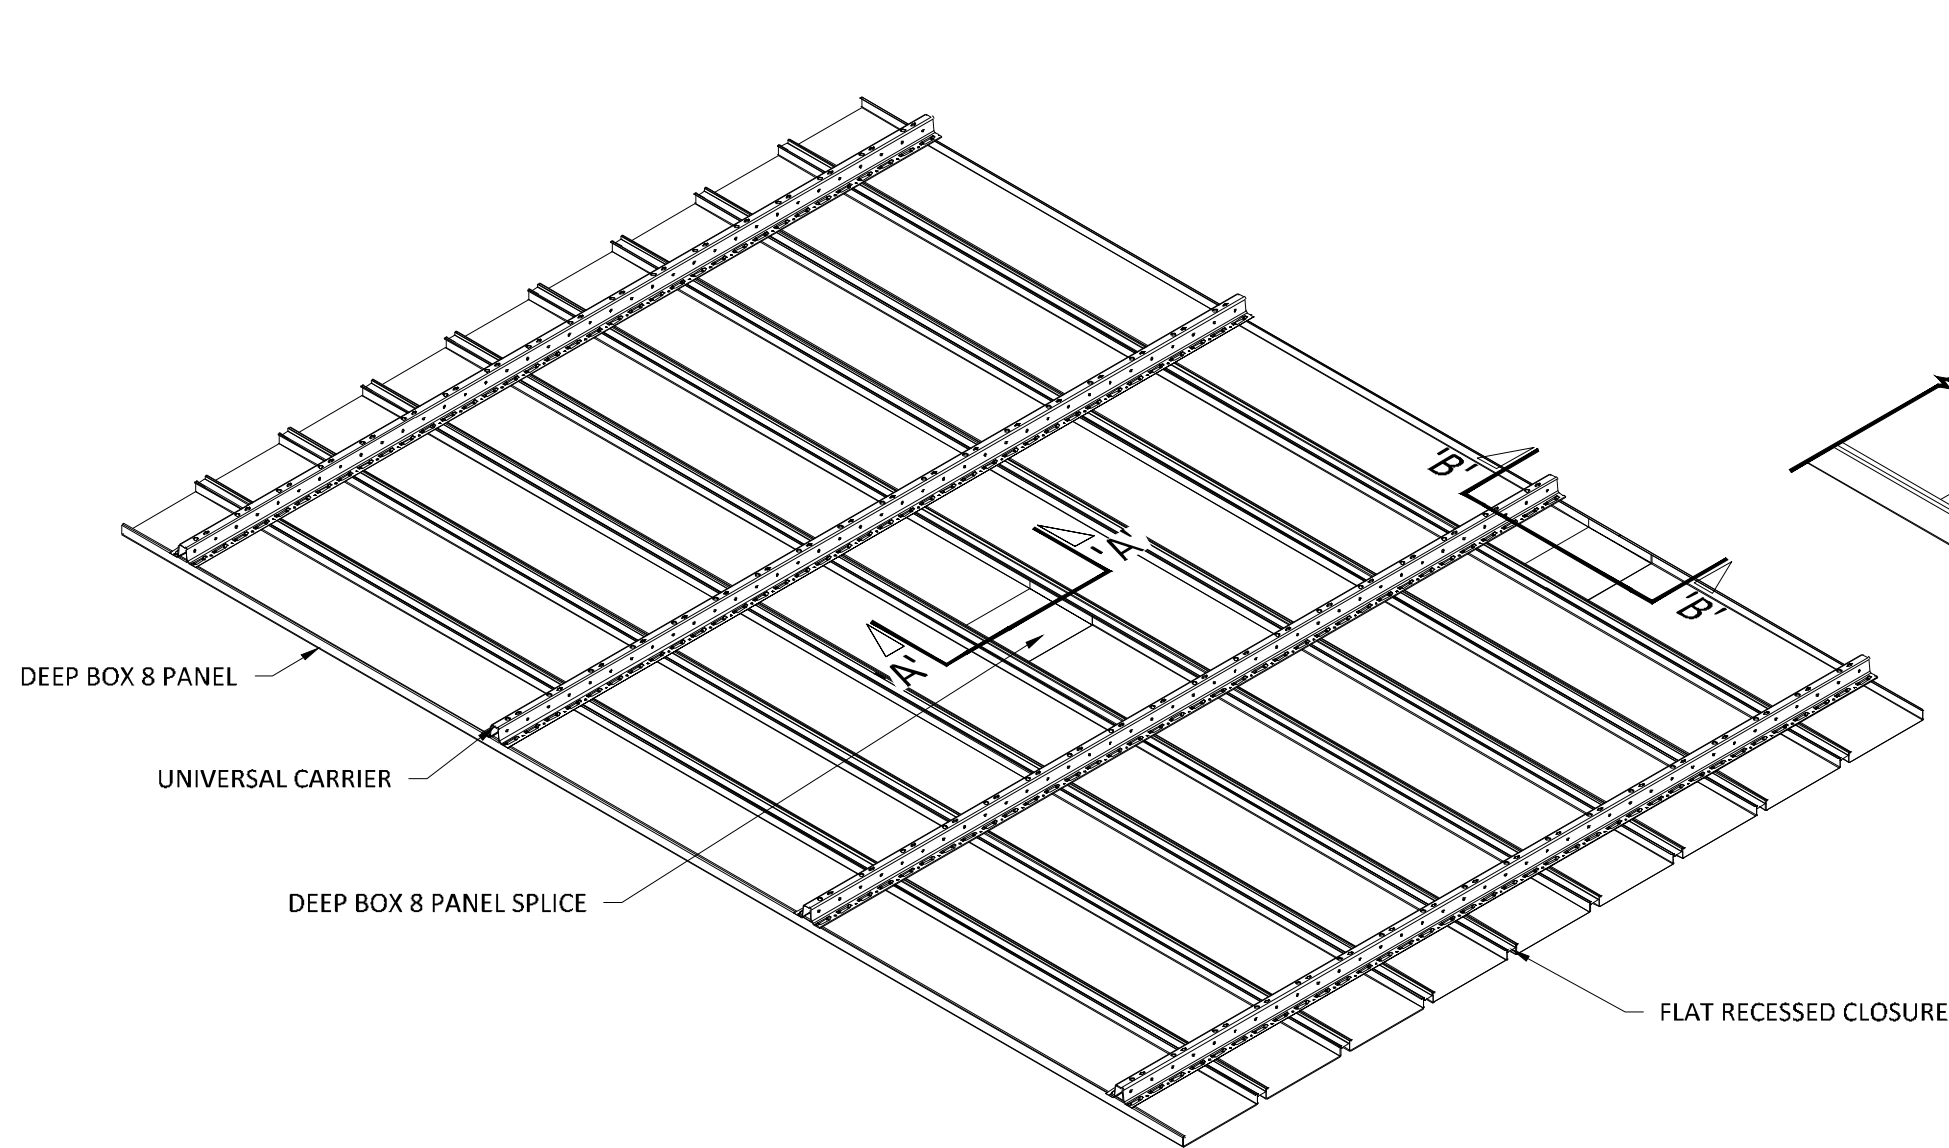 'B'
'A'
'B'
'A'
DEEP BOX 8 PANEL
UNIVERSAL CARRIER
DEEP BOX 8 PANEL SPLICE
FLAT RECESSED CLOSURE